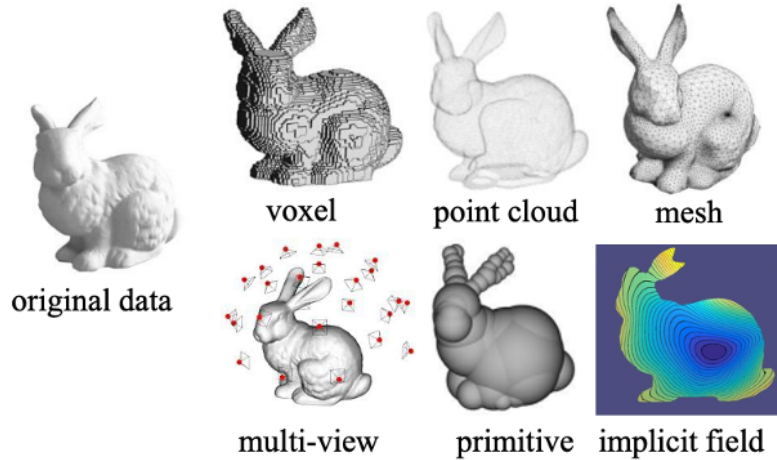 voxel
point cloud
mesh
original data
multi-view
primitive
implicit field